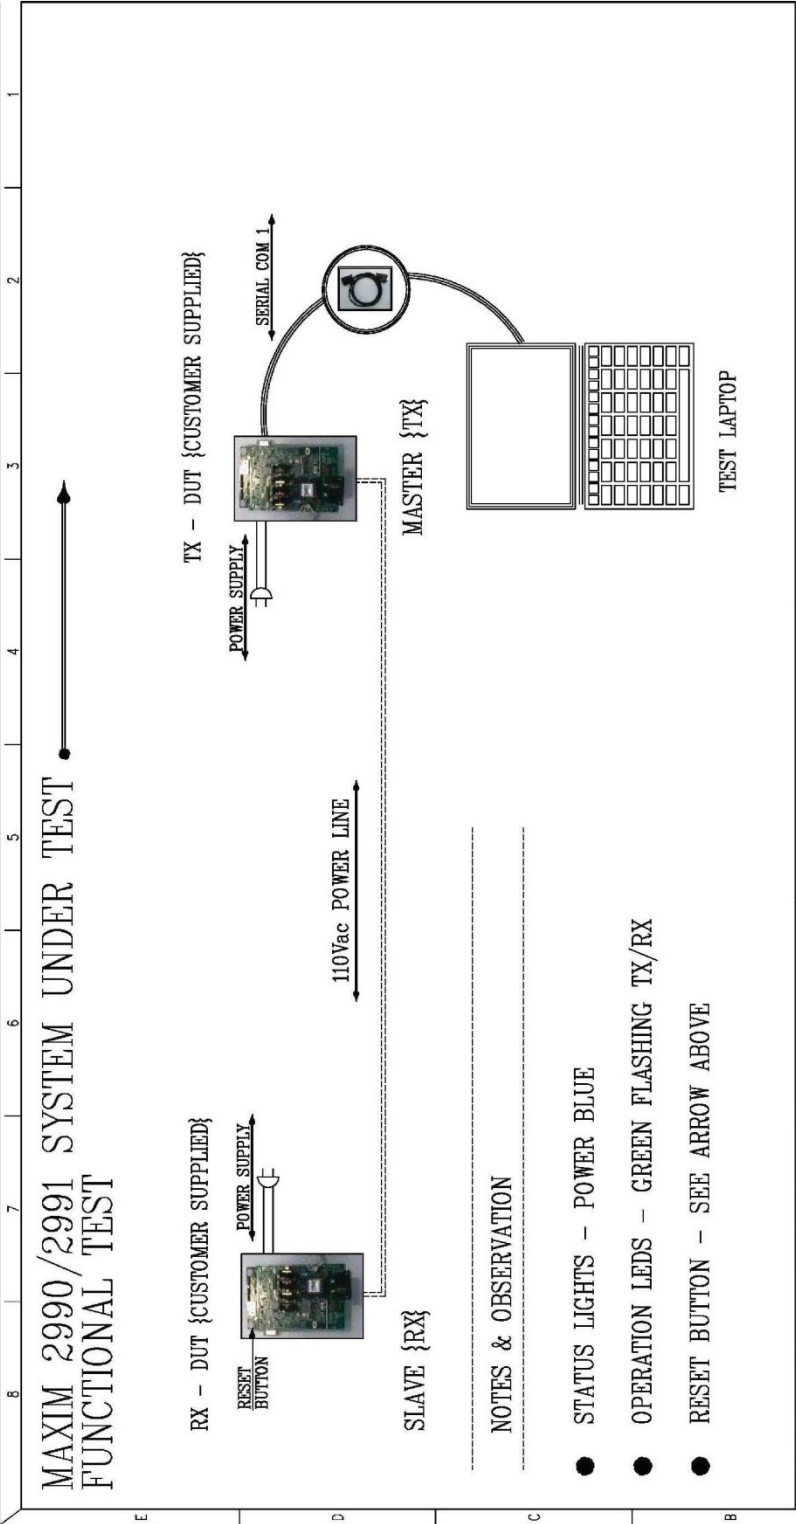 8 7 6 5 4 3 2 1
MAXIM 2990/2991 SYSTEM UNDER TEST
FUNCTIONAL TEST
E
RX - DUT {CUSTOMER SUPPLIED}
RESET
BUTTON
POWER SUPPLY
SLAVE {RX}
110Vac POWER LINE
TX - DUT {CUSTOMER SUPPLIED}
POWER SUPPLY
SERIAL COM 1
MASTER {TX}
D
TEST LAPTOP
NOTES & OBSERVATION
C
STATUS LIGHTS - POWER BLUE
OPERATION LEDS - GREEN FLASHING TX/RX
RESET BUTTON - SEE ARROW ABOVE
B